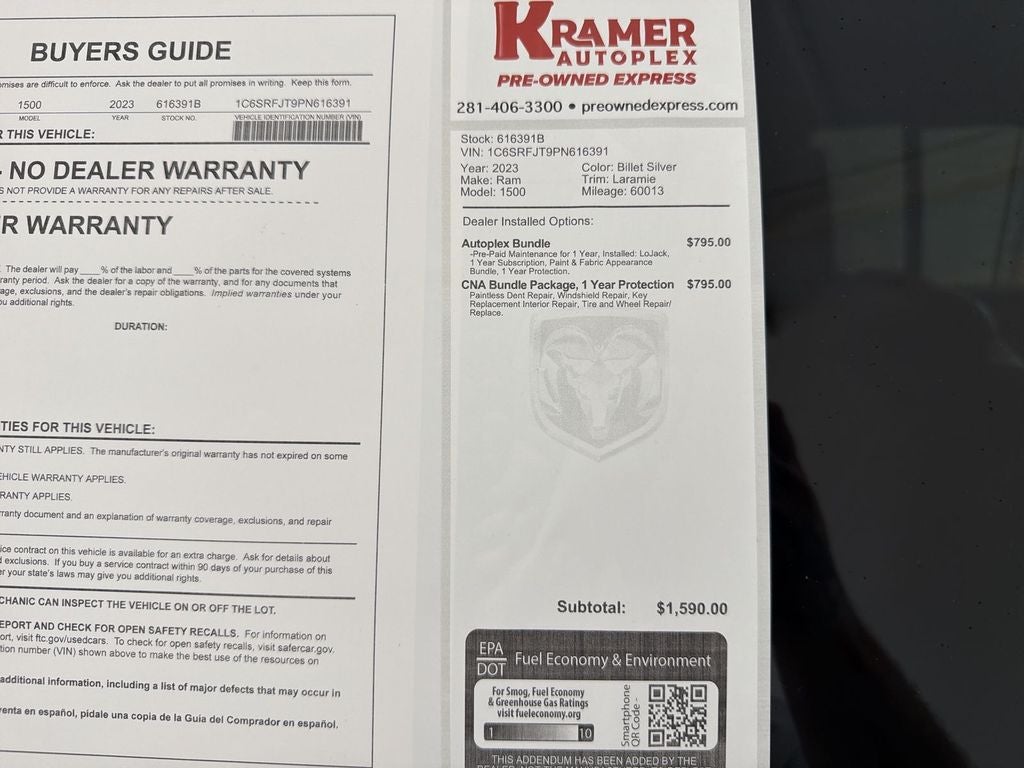 BUYERS GUIDE
omises are difficult to enforce. Ask the dealer to put all promises in writing. Keep this form.
1500 2023 616391B 1C6SRFJT9PN616391
MODEL YEAR STOCK NO. VEHICLE IDENTIFICATION NUMBER (VIN)
R THIS VEHICLE:
- NO DEALER WARRANTY
S NOT PROVIDE A WARRANTY FOR ANY REPAIRS AFTER SALE.
R WARRANTY
The dealer will pay ____% of the labor and ____% of the parts for the covered systems
ranty period. Ask the dealer for a copy of the warranty, and for any documents that
age, exclusions, and the dealer's repair obligations. Implied warranties under your
ou additional rights.
DURATION:
TIES FOR THIS VEHICLE:
NTY STILL APPLIES. The manufacturer's original warranty has not expired on some
EHICLE WARRANTY APPLIES.
RANTY APPLIES.
rranty document and an explanation of warranty coverage, exclusions, and repair
ice contract on this vehicle is available for an extra charge. Ask for details about
d exclusions. If you buy a service contract within 90 days of your purchase of this
er your state's laws may give you additional rights.
CHANIC CAN INSPECT THE VEHICLE ON OR OFF THE LOT.
EPORT AND CHECK FOR OPEN SAFETY RECALLS. For information on
ort, visit ftc.gov/usedcars. To check for open safety recalls, visit safercar.gov.
tion number (VIN) shown above to make the best use of the resources on
additional information, including a list of major defects that may occur in
enta en español, pidale una copia de la Guia del Comprador en español.
KRAMER
AUTOPLEX
PRE-OWNED EXPRESS
281-406-3300 • preownedexpress.com
Stock: 616391B
VIN: 1C6SRFJT9PN616391
Year: 2023 Color: Billet Silver
Make: Ram Trim: Laramie
Model: 1500 Mileage: 60013
Dealer Installed Options:
Autoplex Bundle $795.00
-Pre-Paid Maintenance for 1 Year, Installed: LoJack,
1 Year Subscription, Paint & Fabric Appearance
Bundle, 1 Year Protection.
CNA Bundle Package, 1 Year Protection $795.00
Paintless Dent Repair, Windshield Repair, Key
Replacement Interior Repair, Tire and Wheel Repair/
Replace.
Subtotal: $1,590.00
EPA
DOT
Fuel Economy & Environment
For Smog, Fuel Economy
& Greenhouse Gas Ratings
visit fueleconomy.org
1 10
Smartphone
QR Code -
THIS ADDENDUM HAS BEEN ADDED BY THE